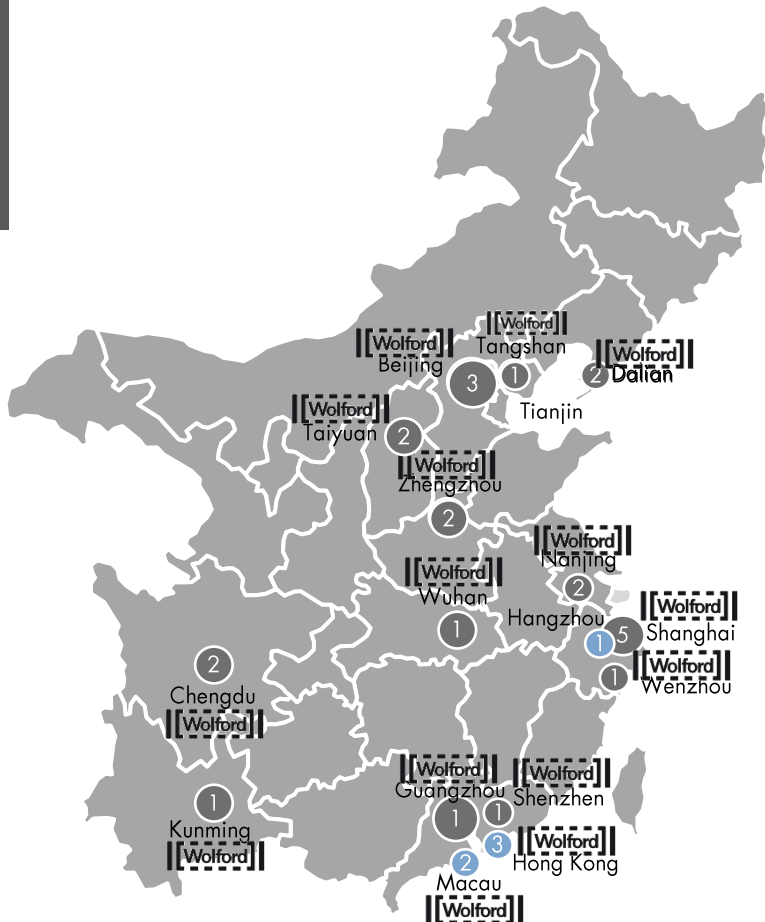 [Wolford]
Tangshan
[Wolford]
Beijing
3
1
[Wolford]
2
Dalian
Tianjin
[Wolford]
Taiyuan
2
[Wolford]
Zhengzhou
2
[Wolford]
Nanjing
2
[Wolford]
Wuhan
1
Hangzhou
1
5
[Wolford]
Shanghai
[Wolford]
1
Wenzhou
2
Chengdu
[Wolford]
1
Kunming
[Wolford]
[Wolford]
Guangzhou
1
[Wolford]
Shenzhen
1
3
[Wolford]
Hong Kong
2
Macau
[Wolford]